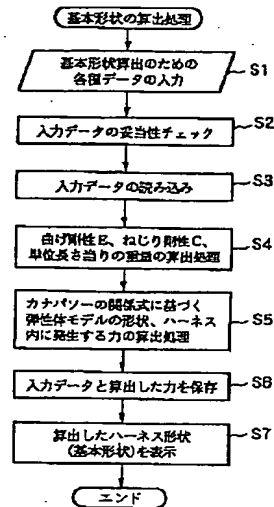 基本形状の算出処理
基本形状算出のための
各種データの入力
S1
入力データの妥当性チェック
S2
入力データの読み込み
S3
曲げ剛性E、ねじり剛性C、
単位長さ当りの重量の算出処理
S4
カナパソーの関係式に基づく
弾性体モデルの形状、ハーネス
内に発生する力の算出処理
S5
入力データと算出した力を保存
S6
算出したハーネス形状
(基本形状)を表示
S7
エンド